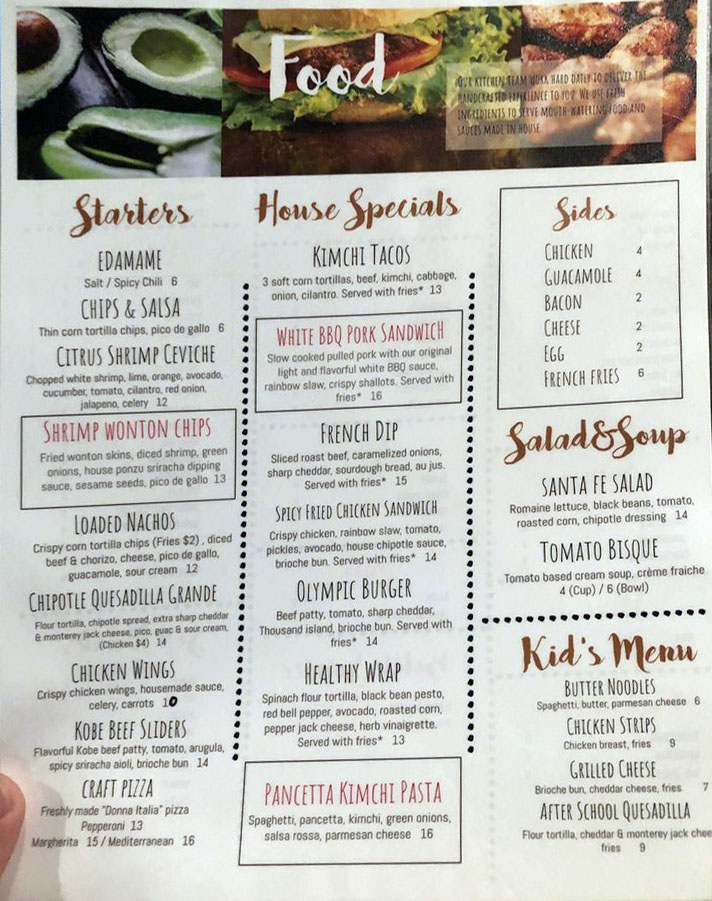 Food
Our kitchen team work hard daily to deliver the
handcrafted experience to you. We use fresh
ingredients to serve mouth-watering food and
sauces made in house
Starters
EDAMAME
Salt / Spicy Chili 6
CHIPS & SALSA
Thin corn tortilla chips, pico de gallo 6
CITRUS SHRIMP CEVICHE
Chopped white shrimp, lime, orange, avocado,
cucumber, tomato, cilantro, red onion,
jalapeno, celery 12
SHRIMP WONTON CHIPS
Fried wonton skins, diced shrimp, green
onions, house ponzu sriracha dipping
sauce, sesame seeds, pico de gallo 13
LOADED NACHOS
Crispy corn tortilla chips (Fries $2) , diced
beef & chorizo, cheese, pico de gallo,
guacamole, sour cream 12
CHIPOTLE QUESADILLA GRANDE
Flour tortilla, chipotle spread, extra sharp cheddar
& monterey jack cheese, pico, guac & sour cream,
(Chicken $4) 14
CHICKEN WINGS
Crispy chicken wings, housemade sauce,
celery, carrots 10
KOBE BEEF SLIDERS
Flavorful Kobe beef patty, tomato, arugula,
spicy sriracha aioli, brioche bun 14
CRAFT PIZZA
Freshly made "Donna Italia" pizza
Pepperoni 13
Margherita 15 / Mediterranean 16
House Specials
KIMCHI TACOS
3 soft corn tortillas, beef, kimchi, cabbage,
onion, cilantro. Served with fries* 13
WHITE BBQ PORK SANDWICH
Slow cooked pulled pork with our original
light and flavorful white BBQ sauce,
rainbow slaw, crispy shallots. Served with
fries* 16
FRENCH DIP
Sliced roast beef, caramelized onions,
sharp cheddar, sourdough bread, au jus.
Served with fries* 15
SPICY FRIED CHICKEN SANDWICH
Crispy chicken, rainbow slaw, tomato,
pickles, avocado, house chipotle sauce,
brioche bun. Served with fries* 14
OLYMPIC BURGER
Beef patty, tomato, sharp cheddar,
Thousand island, brioche bun. Served with
fries* 14
HEALTHY WRAP
Spinach flour tortilla, black bean pesto,
red bell pepper, avocado, roasted corn,
pepper jack cheese, herb vinaigrette.
Served with fries* 13
PANCETTA KIMCHI PASTA
Spaghetti, pancetta, kimchi, green onions,
salsa rossa, parmesan cheese 16
Sides
CHICKEN 4
GUACAMOLE 4
BACON 2
CHEESE 2
EGG 2
FRENCH FRIES 6
Salad&Soup
SANTA FE SALAD
Romaine lettuce, black beans, tomato,
roasted corn, chipotle dressing 14
TOMATO BISQUE
Tomato based cream soup, crème fraiche
4 (Cup) / 6 (Bowl)
Kid's Menu
BUTTER NOODLES
Spaghetti, butter, parmesan cheese 6
CHICKEN STRIPS
Chicken breast, fries 9
GRILLED CHEESE
Brioche bun, cheddar cheese, fries 7
AFTER SCHOOL QUESADILLA
Flour tortilla, cheddar & monterey jack chee
fries 9